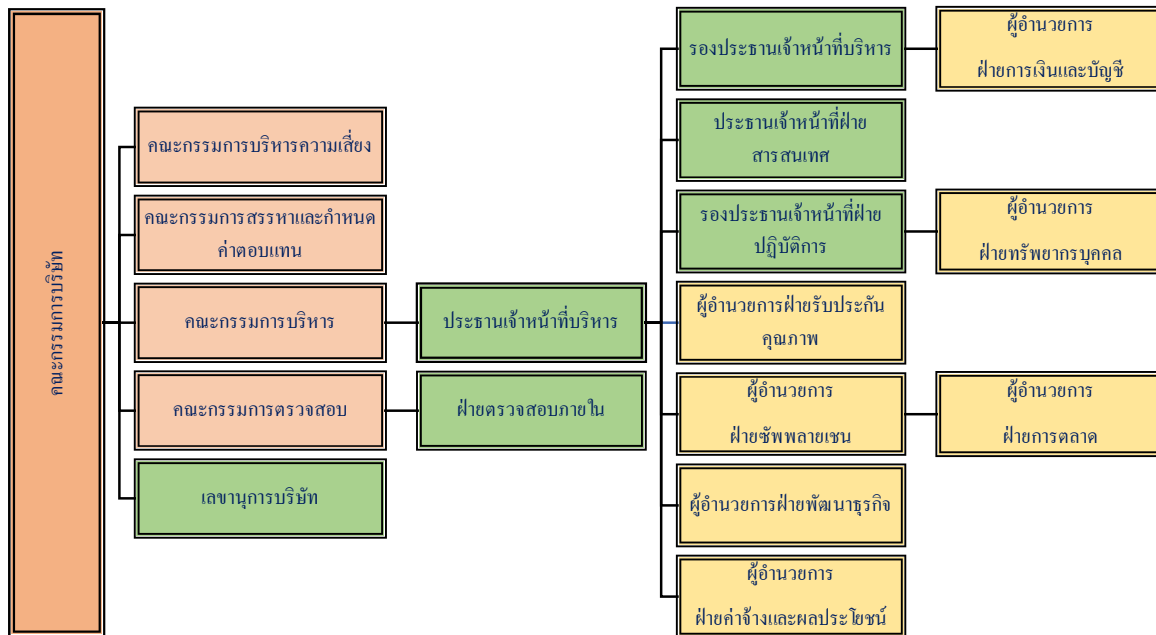 คณะกรรมการบริษัท
คณะกรรมการบริหารความเสี่ยง
คณะกรรมการสรรหาและกำหนด
ค่าตอบแทน
คณะกรรมการบริหาร
คณะกรรมการตรวจสอบ
เลขานุการบริษัท
ประธานเจ้าหน้าที่บริหาร
ฝ่ายตรวจสอบภายใน
รองประธานเจ้าหน้าที่บริหาร
ประธานเจ้าหน้าที่ฝ่าย
สารสนเทศ
รองประธานเจ้าหน้าที่ฝ่าย
ปฏิบัติการ
ผู้อำนวยการฝ่ายรับประกัน
คุณภาพ
ผู้อำนวยการ
ฝ่ายซัพพลายเชน
ผู้อำนวยการฝ่ายพัฒนาธุรกิจ
ผู้อำนวยการ
ฝ่ายค่าจ้างและผลประโยชน์
ผู้อำนวยการ
ฝ่ายการเงินและบัญชี
ผู้อำนวยการ
ฝ่ายทรัพยากรบุคคล
ผู้อำนวยการ
ฝ่ายการตลาด